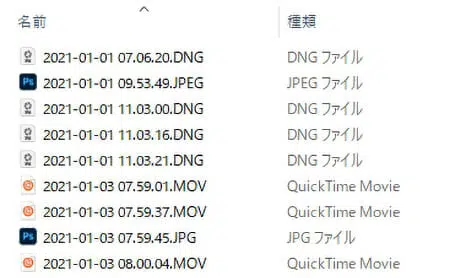 名前 種類
2021-01-01 07.06.20.DNG DNG ファイル
Ps 2021-01-01 09.53.49.JPEG JPEG ファイル
2021-01-01 11.03.00.DNG DNG ファイル
2021-01-01 11.03.16.DNG DNG ファイル
2021-01-01 11.03.21.DNG DNG ファイル
2021-01-03 07.59.01.MOV QuickTime Movie
2021-01-03 07.59.37.MOV QuickTime Movie
Ps 2021-01-03 07.59.45.JPG JPG ファイル
2021-01-03 08.00.04.MOV QuickTime Movie